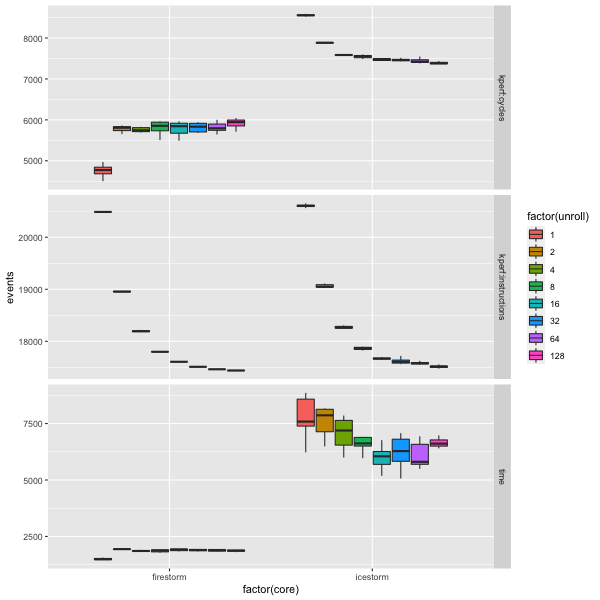 events
8000
7000
6000
5000
kperf:cycles
20000
19000
18000
kperf:instructions
7500
5000
2500
time
firestorm icestorm
factor(core)
factor(unroll)
1
2
4
8
16
32
64
128